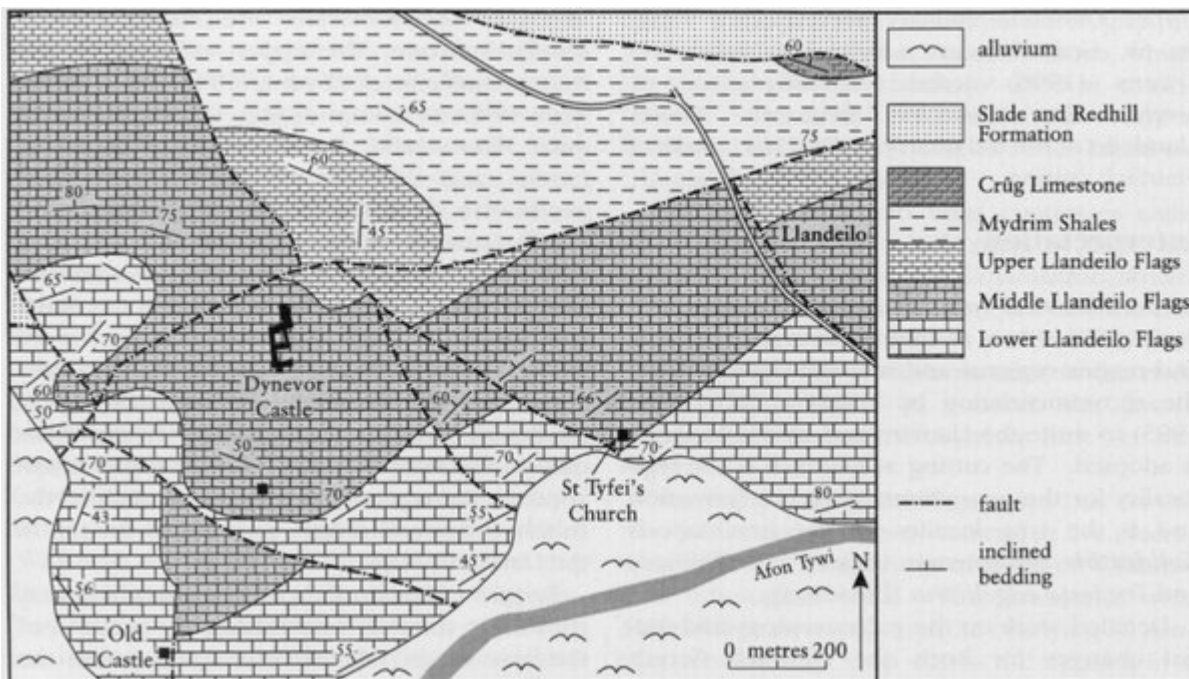 60
65
75
60
80
75
45
Llandeilo
65
70
Dynevor
Castle
60
50
60
66
70
50
70
St Tyfei's
Church
70
70
80
43
55
45
Afon Tywi
N
56
Old
Castle
55
0 metres 200
alluvium
Slade and Redhill
Formation
Crûg Limestone
Mydrim Shales
Upper Llandeilo Flags
Middle Llandeilo Flags
Lower Llandeilo Flags
fault
inclined
bedding